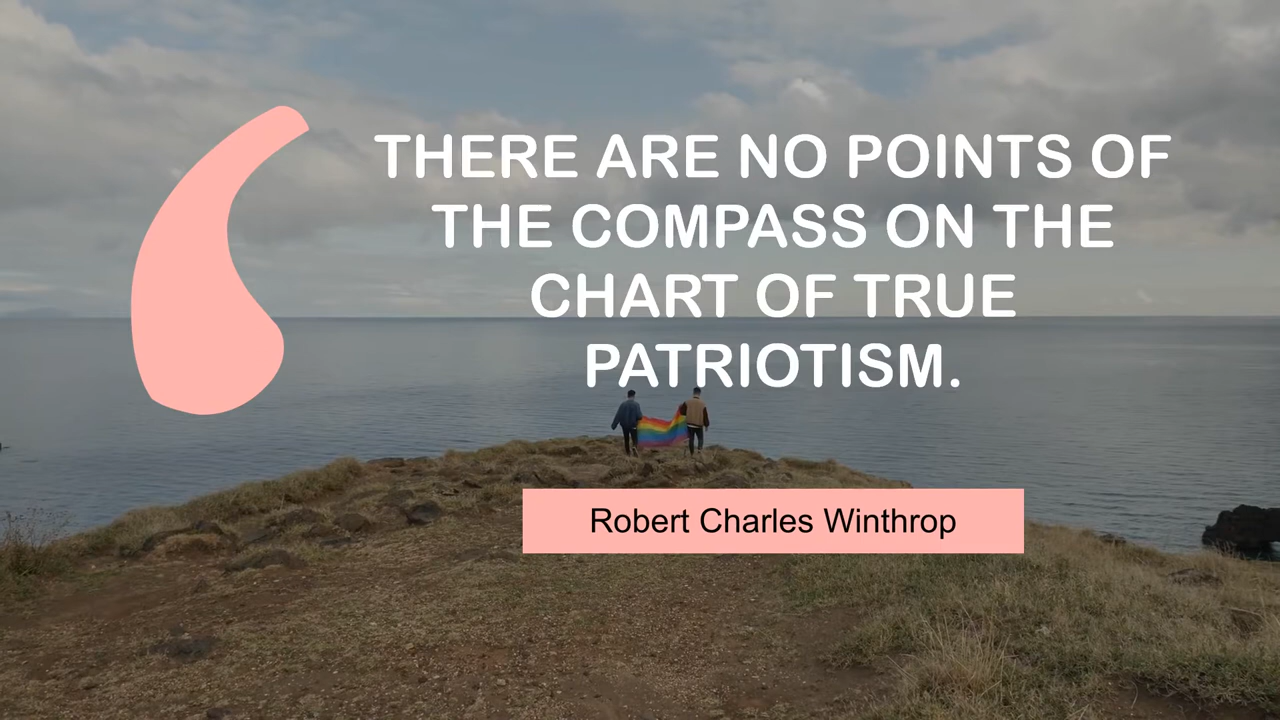 THERE ARE NO POINTS OF
THE COMPASS ON THE
CHART OF TRUE
PATRIOTISM.
Robert Charles Winthrop